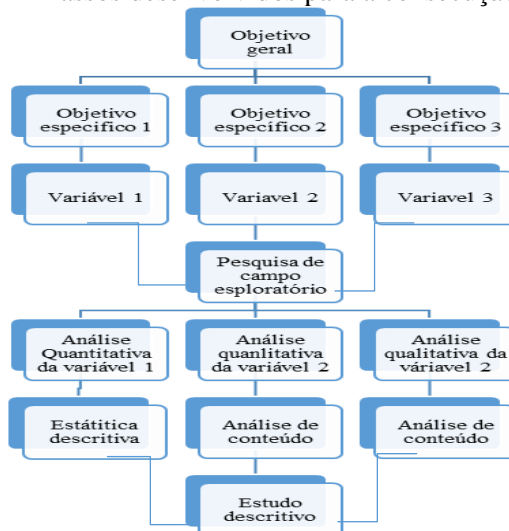 Objetivo
geral
Objetivo
específico 1
Objetivo
específico 2
Objetivo
específico 3
Variável 1
Variavel 2
Variavel 3
Pesquisa de
campo
esploratório
Análise
Quantitativa
da variável 1
Análise
quanlitativa
da variável 2
Análise
qualitativa da
váriavel 2
Estátitica
descritiva
Análise de
conteúdo
Análise de
conteúdo
Estudo
descritivo